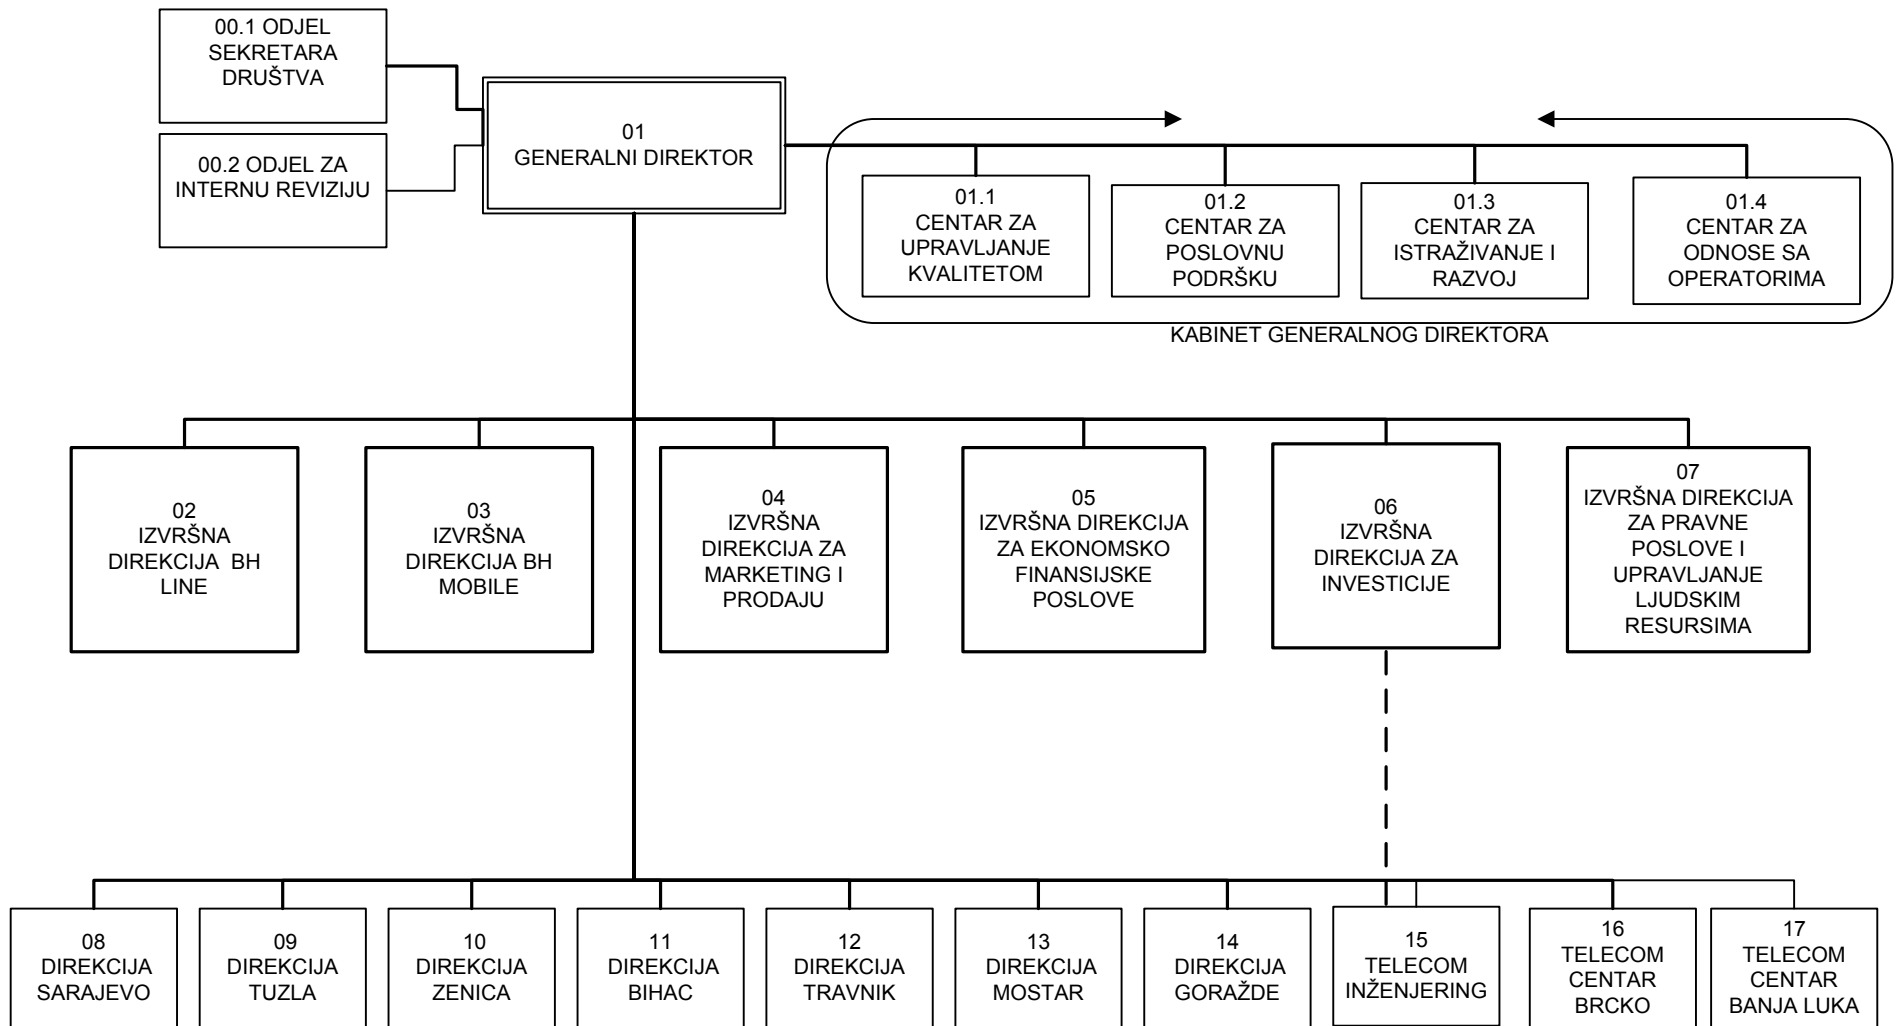 00.1 ODJEL
SEKRETARA
DRUŠTVA
00.2 ODJEL ZA
INTERNU REVIZIJU
01
GENERALNI DIREKTOR
01.1
CENTAR ZA
UPRAVLJANJE
KVALITETOM
01.2
CENTAR ZA
POSLOVNU
PODRŠKU
01.3
CENTAR ZA
ISTRAŽIVANJE I
RAZVOJ
01.4
CENTAR ZA
ODNOSE SA
OPERATORIMA
KABINET GENERALNOG DIREKTORA
02
IZVRŠNA
DIREKCIJA BH
LINE
03
IZVRŠNA
DIREKCIJA BH
MOBILE
04
IZVRŠNA
DIREKCIJA ZA
MARKETING I
PRODAJU
05
IZVRŠNA DIREKCIJA
ZA EKONOMSKO
FINANSIJSKE
POSLOVE
06
IZVRŠNA
DIREKCIJA ZA
INVESTICIJE
07
IZVRŠNA DIREKCIJA
ZA PRAVNE
POSLOVE I
UPRAVLJANJE
LJUDSKIM
RESURSIMA
08
DIREKCIJA
SARAJEVO
09
DIREKCIJA
TUZLA
10
DIREKCIJA
ZENICA
11
DIREKCIJA
BIHAC
12
DIREKCIJA
TRAVNIK
13
DIREKCIJA
MOSTAR
14
DIREKCIJA
GORAŽDE
15
TELECOM
INŽENJERING
16
TELECOM
CENTAR
BRCKO
17
TELECOM
CENTAR
BANJA LUKA